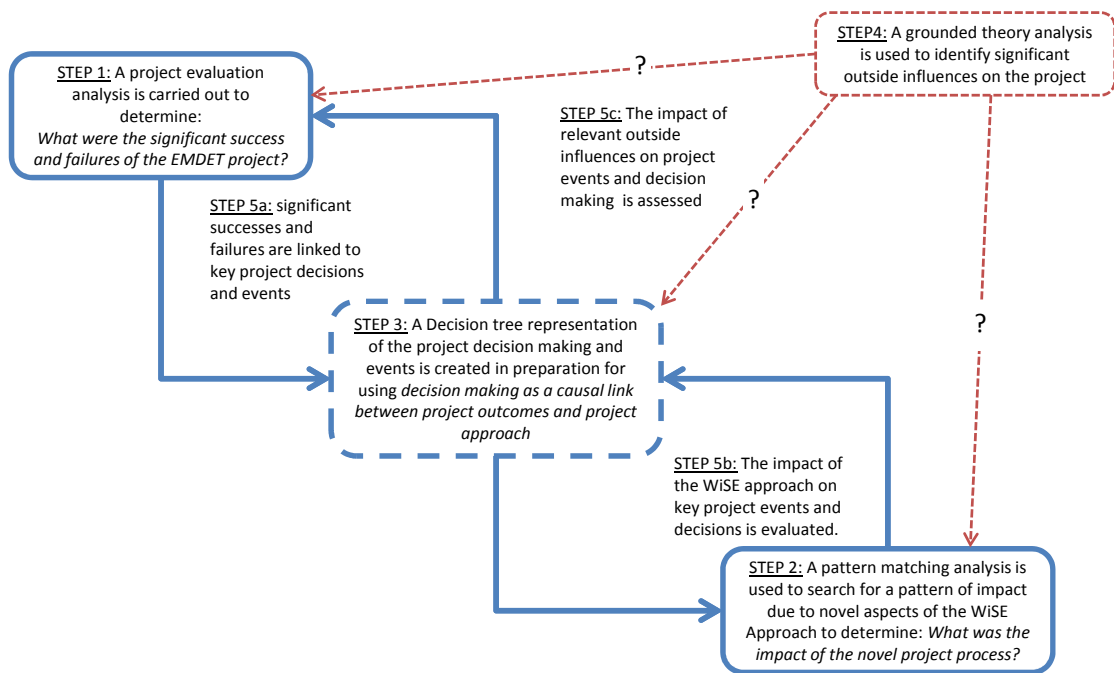 STEP4: A grounded theory analysis
is used to identify significant
outside influences on the project
?
STEP 1: A project evaluation
analysis is carried out to
determine:
What were the significant success
and failures of the EMDET project?
STEP 5c: The impact of
relevant outside
influences on project
events and decision
making is assessed
?
STEP 5a: significant
successes and
failures are linked to
key project decisions
and events
?
STEP 3: A Decision tree representation
of the project decision making and
events is created in preparation for
using decision making as a causal link
between project outcomes and project
approach
STEP 5b: The impact of
the WiSE approach on
key project events and
decisions is evaluated.
STEP 2: A pattern matching analysis is
used to search for a pattern of impact
due to novel aspects of the WiSE
Approach to determine: What was the
impact of the novel project process?